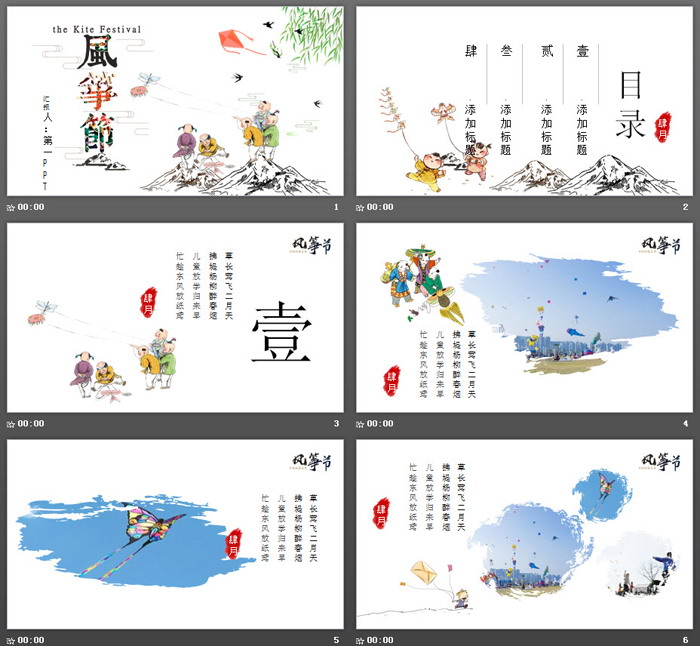 the Kite Festival
風箏節
汇报人：第一PPT
00:00
1
目录
肆月
壹
添加标题
贰
添加标题
叁
添加标题
肆
添加标题
00:00
2
风筝节
草长莺飞二月天
拂堤杨柳醉春烟
儿童放学归来早
忙趁东风放纸鸢
肆月
壹
00:00
3
风筝节
草长莺飞二月天
拂堤杨柳醉春烟
儿童放学归来早
忙趁东风放纸鸢
肆月
00:00
4
风筝节
草长莺飞二月天
拂堤杨柳醉春烟
儿童放学归来早
忙趁东风放纸鸢
肆月
00:00
5
风筝节
草长莺飞二月天
拂堤杨柳醉春烟
儿童放学归来早
忙趁东风放纸鸢
肆月
00:00
6